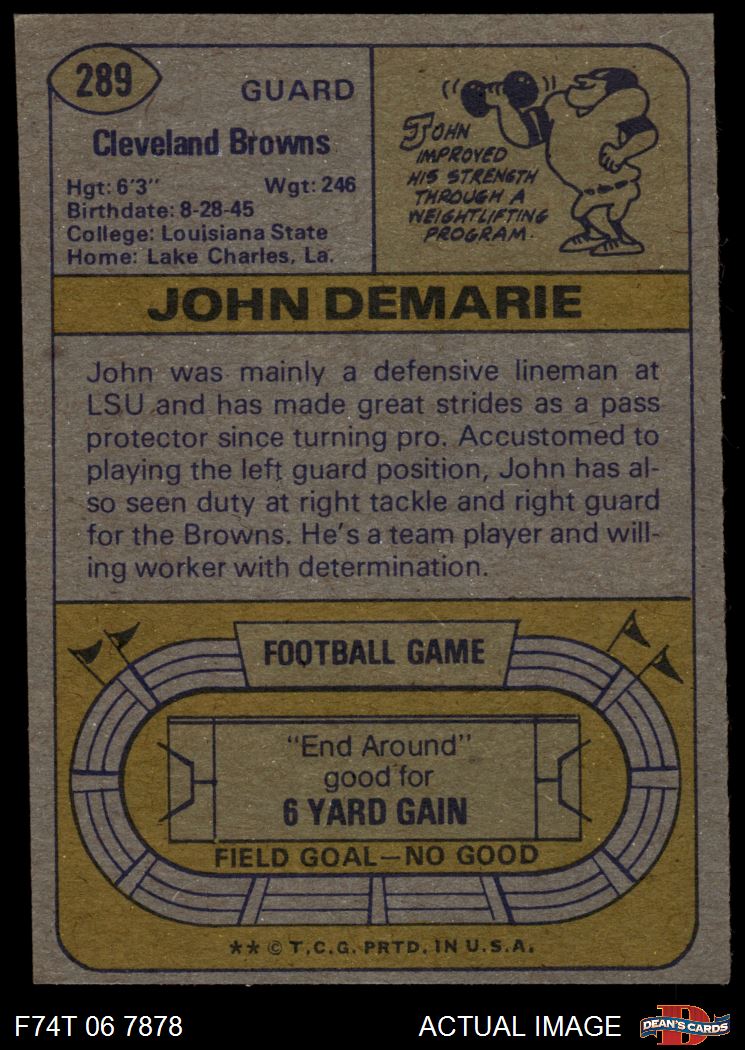 289
GUARD
Cleveland Browns
Hgt: 6'3" Wgt: 246
Birthdate: 8-28-45
College: Louisiana State
Home: Lake Charles, La.
JOHN
IMPROVED
HIS STRENGTH
THROUGH A
WEIGHTLIFTING
PROGRAM.
JOHN DEMARIE
John was mainly a defensive lineman at
LSU and has made great strides as a pass
protector since turning pro. Accustomed to
playing the left guard position, John has al-
so seen duty at right tackle and right guard
for the Browns. He's a team player and will-
ing worker with determination.
FOOTBALL GAME
"End Around"
good for
6 YARD GAIN
FIELD GOAL—NO GOOD
** © T.C.G. PRTD. IN U.S.A.
F74T 06 7878 ACTUAL IMAGE
D
DEAN'S CARDS